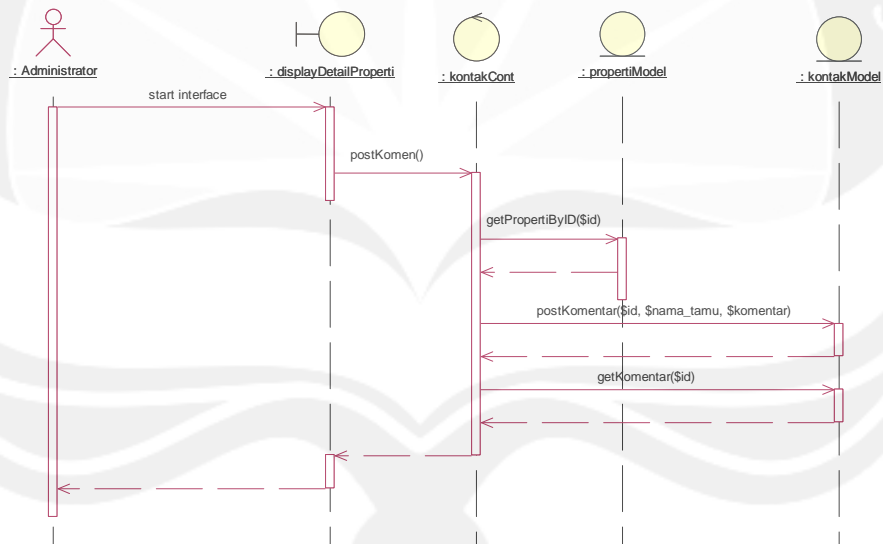 : Administrator
: displayDetailProperti
: kontakCont
: propertiModel
: kontakModel
start interface
postKomen()
getPropertiByID($id)
postKomentar($id, $nama_tamu, $komentar)
getKomentar($id)